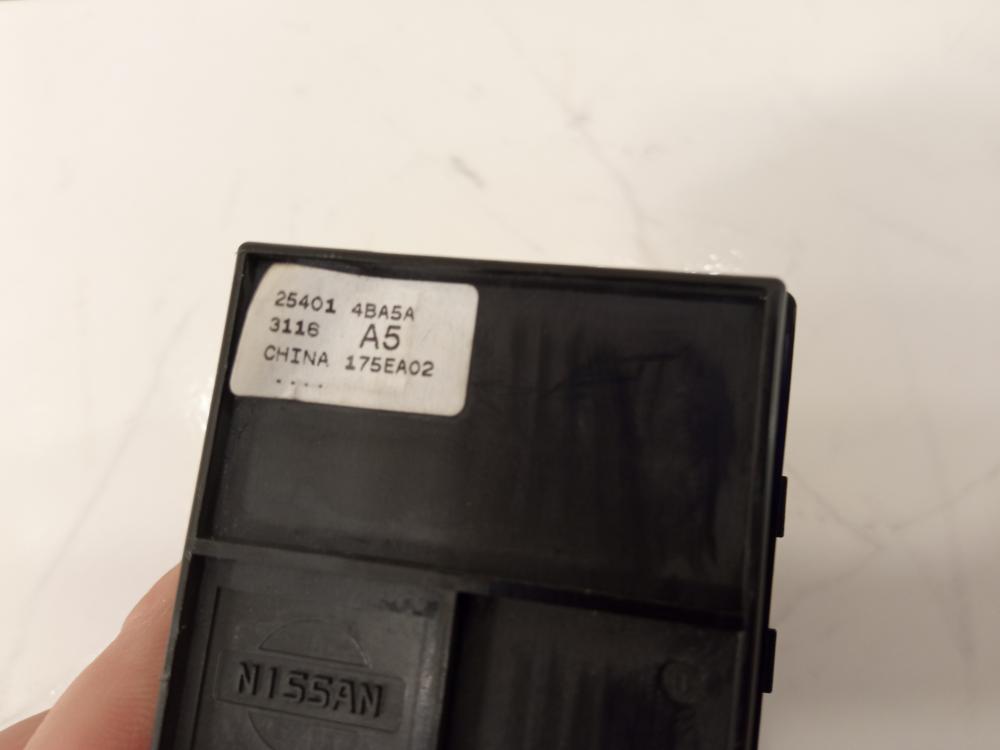 25401 4BA5A
3116 A5
CHINA 175EA02
NISSAN